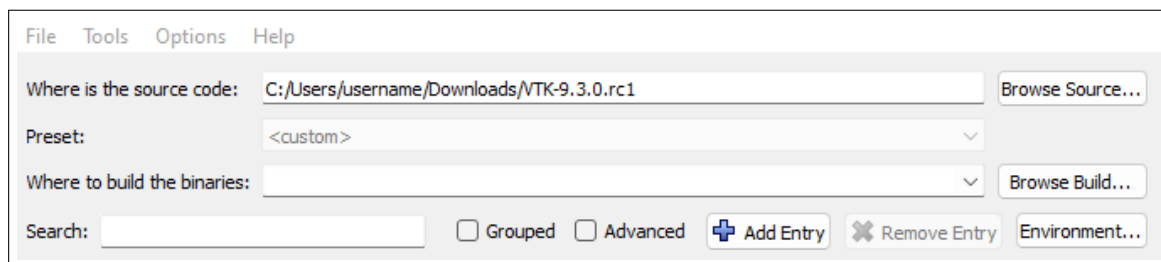 File Tools Options Help
Where is the source code: C:/Users/username/Downloads/VTK-9.3.0.rc1 Browse Source...
Preset: <custom>
Where to build the binaries: Browse Build...
Search: Grouped Advanced Add Entry Remove Entry Environment...